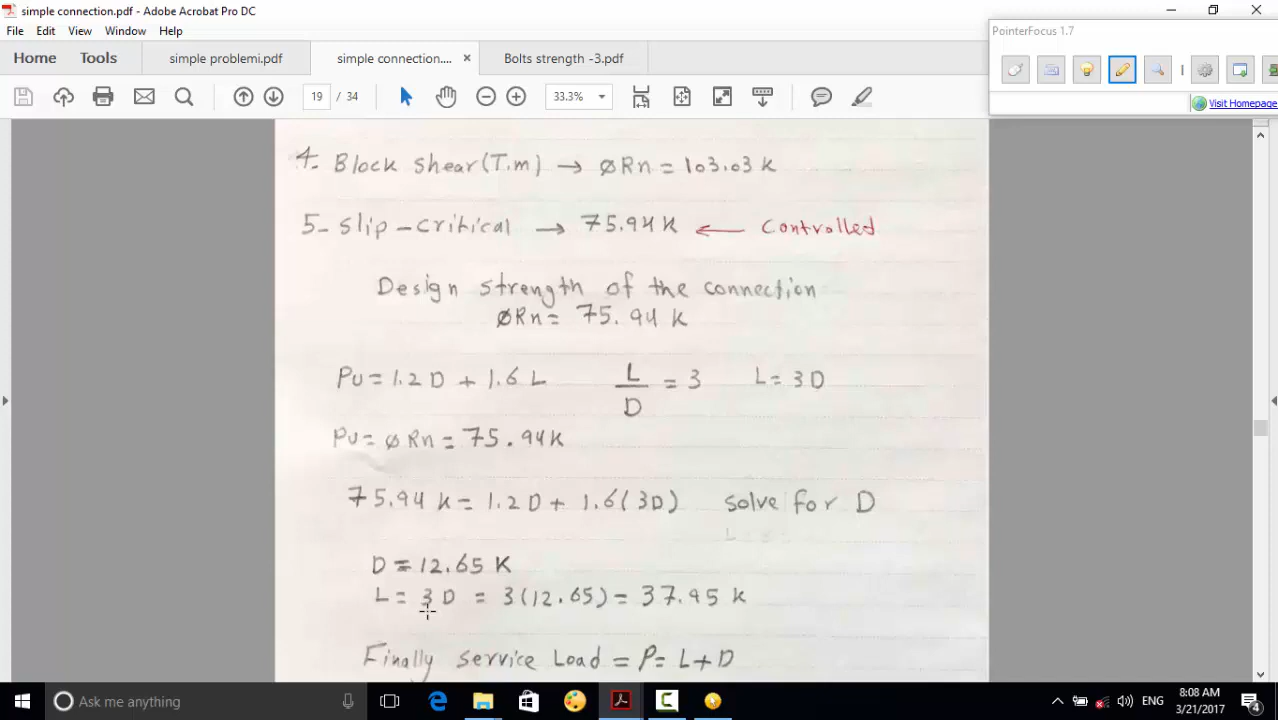 simple connection.pdf - Adobe Acrobat Pro DC
File Edit View Window Help
PointerFocus 1.7
Home Tools simple problemi.pdf simple connection.... × Bolts strength -3.pdf
19 / 34 33.3%
Visit Homepage
4- Block shear(T.m) → ØRn = 103.03 K
5- Slip-critical → 75.94 K ← Controlled
Design strength of the connection
ØRn = 75.94 K
Pu = 1.2 D + 1.6 L L/D = 3 L = 3 D
Pu = ØRn = 75.94 K
75.94 K = 1.2 D + 1.6(3D) solve for D
D = 12.65 K
L = 3 D = 3(12.65) = 37.95 K
Finally service Load = P = L+D
Ask me anything
ENG
8:08 AM
3/21/2017
4